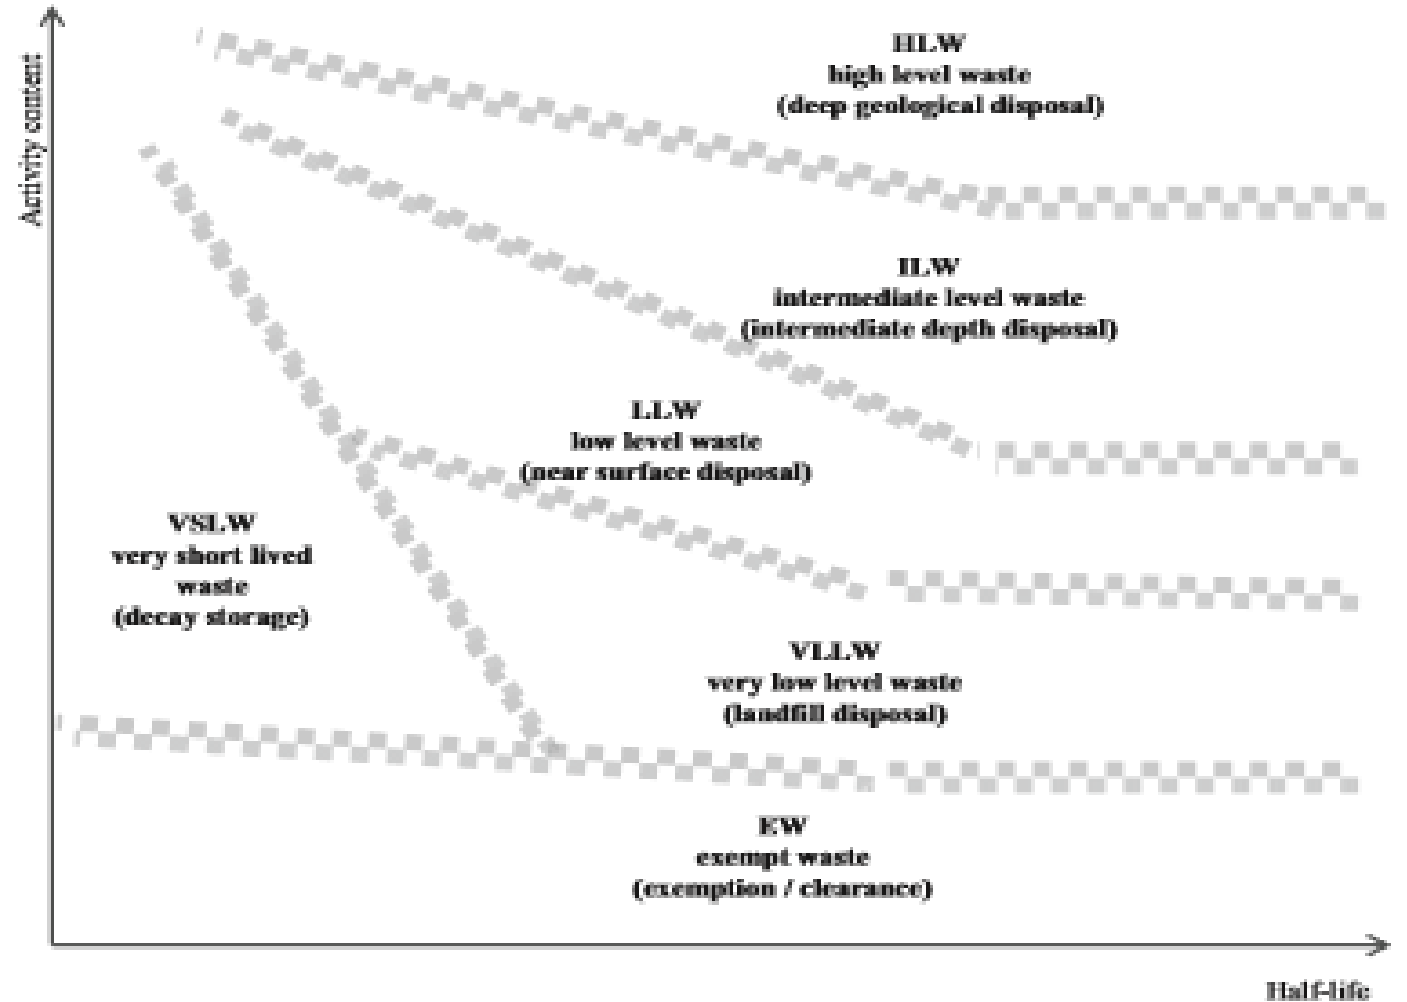 Activity content
HLW
high level waste
(deep geological disposal)
ILW
intermediate level waste
(intermediate depth disposal)
LLW
low level waste
(near surface disposal)
VSLW
very short lived
waste
(decay storage)
VLLW
very low level waste
(landfill disposal)
EW
exempt waste
(exemption / clearance)
Half-life